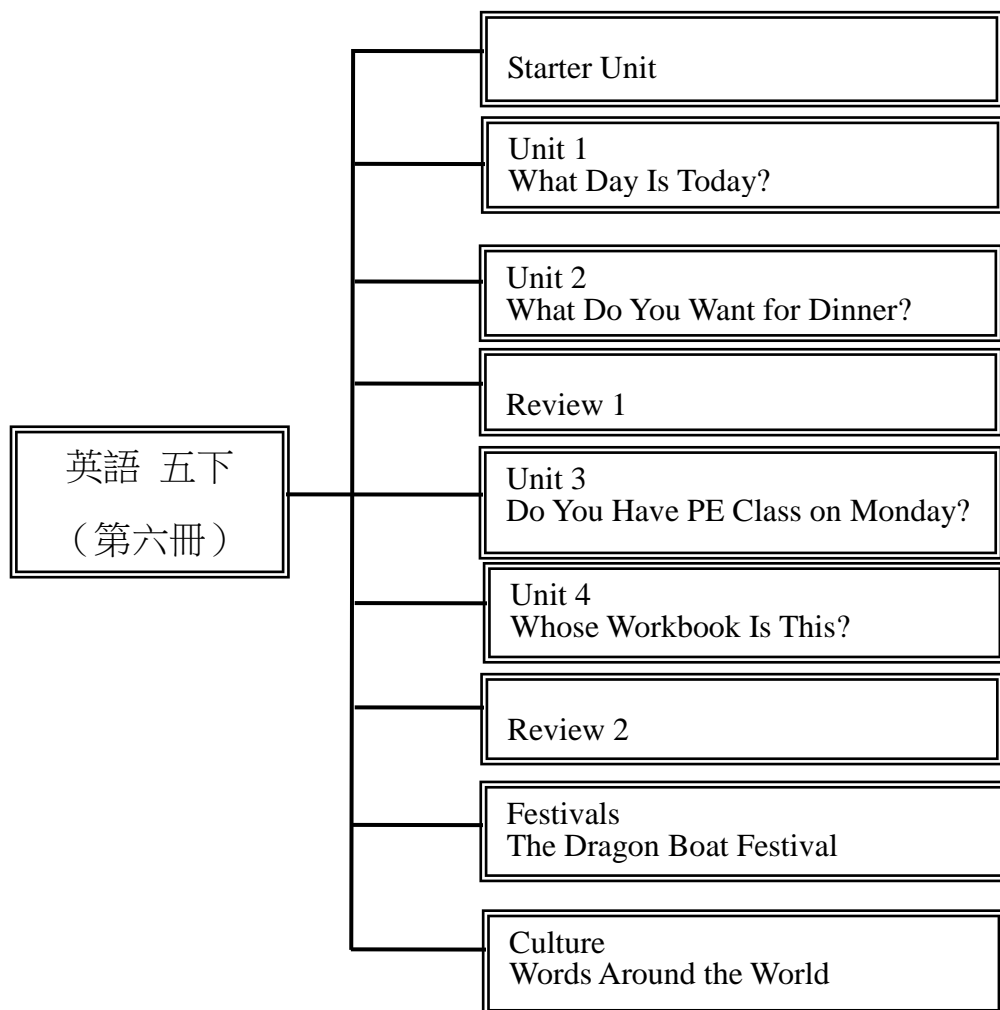 Starter Unit
Unit 1
What Day Is Today?
Unit 2
What Do You Want for Dinner?
Review 1
英語 五下
（第六冊）
Unit 3
Do You Have PE Class on Monday?
Unit 4
Whose Workbook Is This?
Review 2
Festivals
The Dragon Boat Festival
Culture
Words Around the World